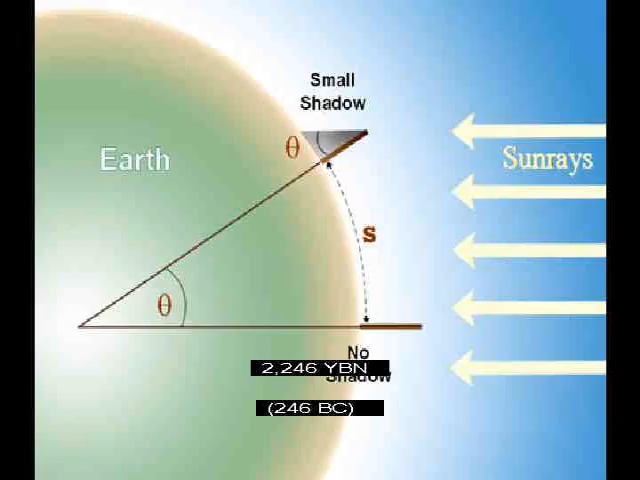 Small
Shadow
θ
Earth
Sunrays
s
θ
No
Shadow
2,246 YBN
(246 BC)